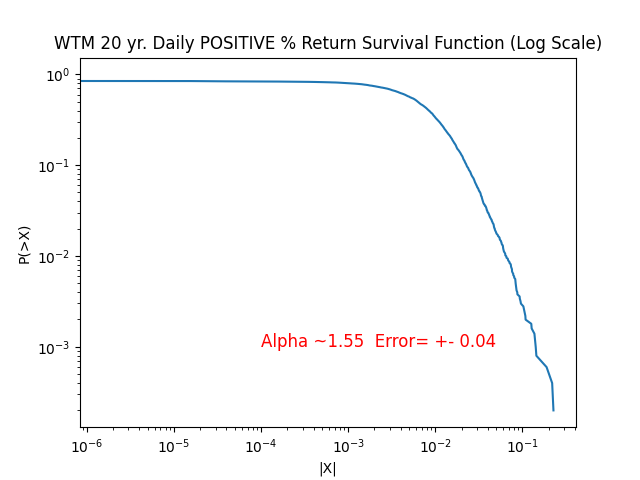 WTM 20 yr. Daily POSITIVE % Return Survival Function (Log Scale)
10⁰
10⁻¹
P(>X)
10⁻²
Alpha ~1.55  Error= +- 0.04
10⁻³
10⁻⁶ 10⁻⁵ 10⁻⁴ 10⁻³ 10⁻² 10⁻¹
|X|